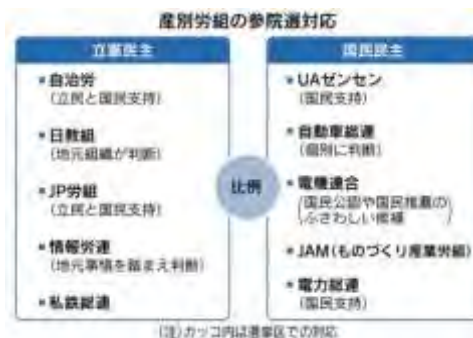 産別労組の参院選対応
立憲民主
自治労
(立民と国民支持)
日教組
(地元組織が判断)
JP労組
(立民と国民支持)
情報労連
(地元事情を踏まえ判断)
私鉄総連
比例
国民民主
UAゼンセン
(国民支持)
自動車総連
(個別に判断)
電機連合
(国民公認や国民推薦の
ふさわしい候補)
JAM(ものづくり産業労組)
電力総連
(国民支持)
(注)カッコ内は選挙区での対応